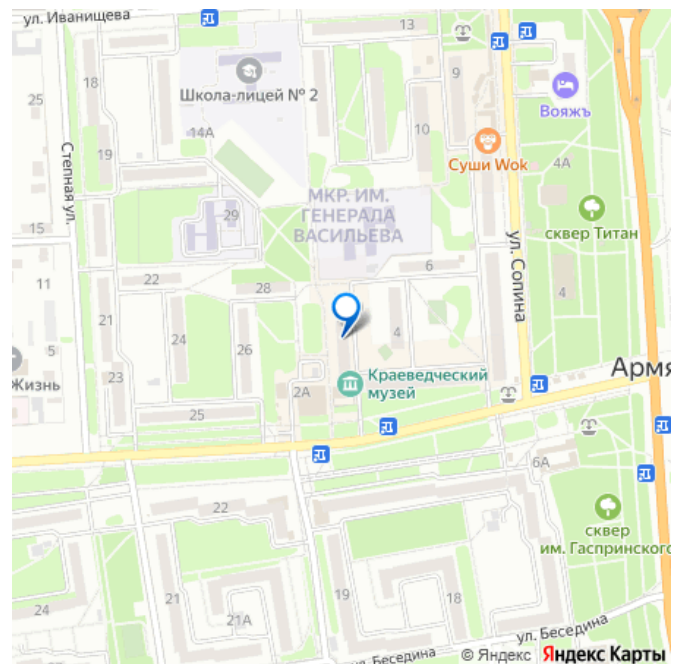 ул. Иванищева
13
18
25
Школа-лицей № 2
9
Вояжъ
10
14А
Суши Wok
4А
19
Степная ул.
МКР. ИМ.
ГЕНЕРАЛА
ВАСИЛЬЕВА
29
15
сквер Титан
ул. Сопина
6
22
28
11
4
21
4
24
26
5
Жизнь
23
2А
Краеведческий
музей
Армя
25
6А
22
сквер
им. Гаспринского
24
21
21А
19
18
ул. Беседина
© Яндекс Яндекс Карты